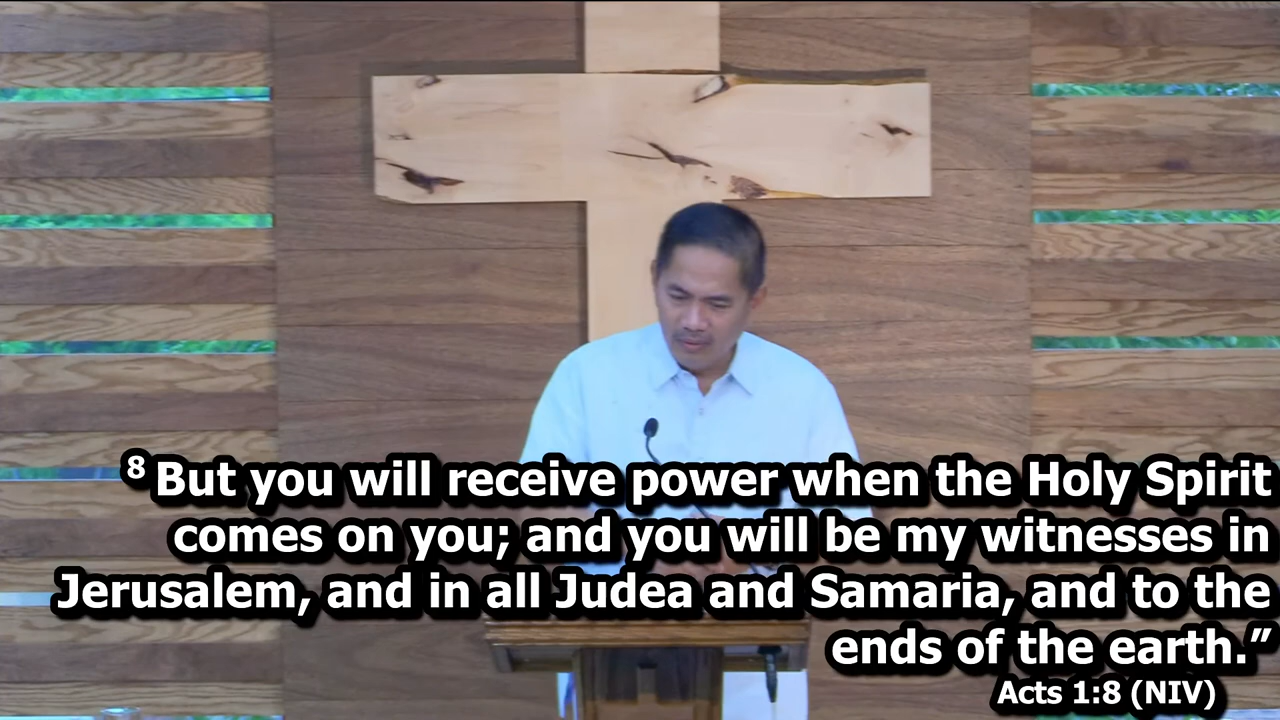 8 But you will receive power when the Holy Spirit
comes on you; and you will be my witnesses in
Jerusalem, and in all Judea and Samaria, and to the
ends of the earth.”
Acts 1:8 (NIV)